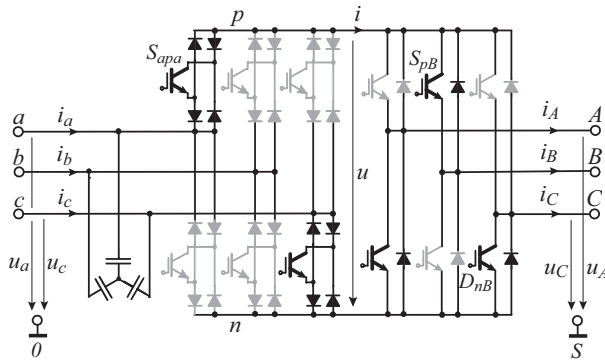 p
i
S_apa
S_pB
a
i_a
i_A
A
b
i_b
u
i_B
B
c
i_c
i_C
C
u_a
u_c
D_nB
u_C
u_A
n
0
S